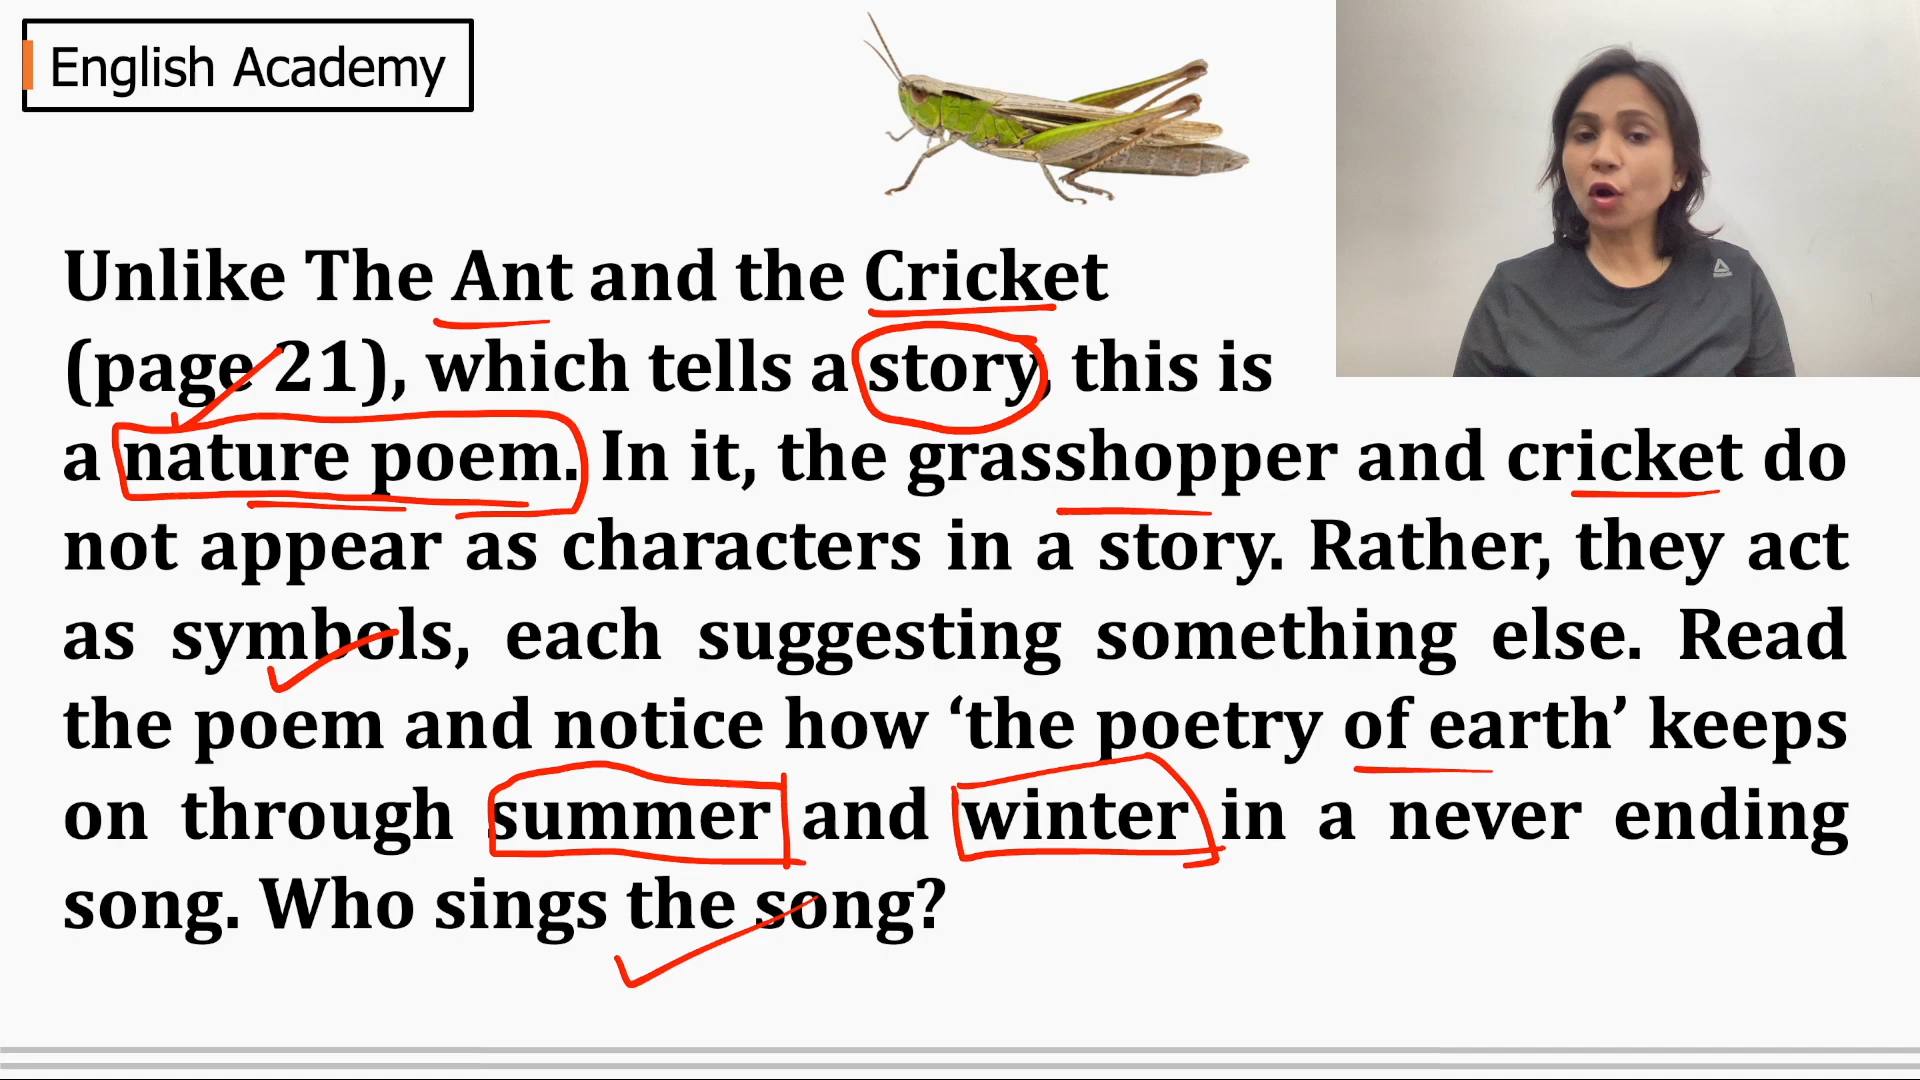 English Academy
Unlike The Ant and the Cricket
(page 21), which tells a story, this is
a nature poem. In it, the grasshopper and cricket do
not appear as characters in a story. Rather, they act
as symbols, each suggesting something else. Read
the poem and notice how ‘the poetry of earth’ keeps
on through summer and winter in a never ending
song. Who sings the song?